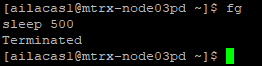 [ailacasl@mtrx-node03pd ~]$ fg
sleep 500
Terminated
[ailacasl@mtrx-node03pd ~]$